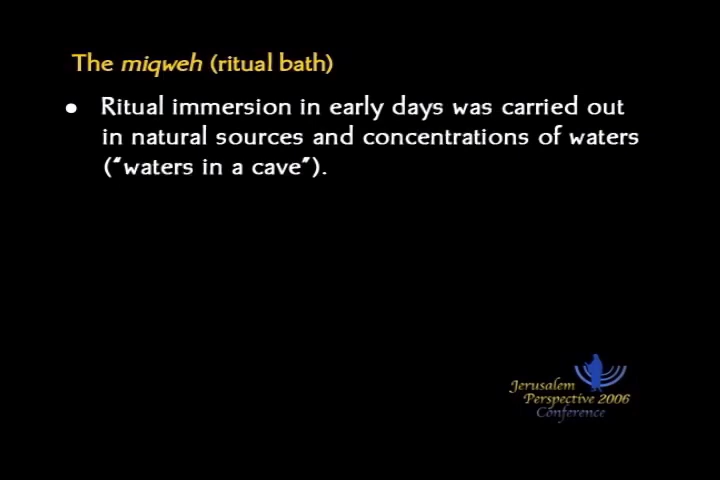 The miqweh (ritual bath)
• Ritual immersion in early days was carried out
in natural sources and concentrations of waters
("waters in a cave").
Jerusalem
Perspective 2006
Conference